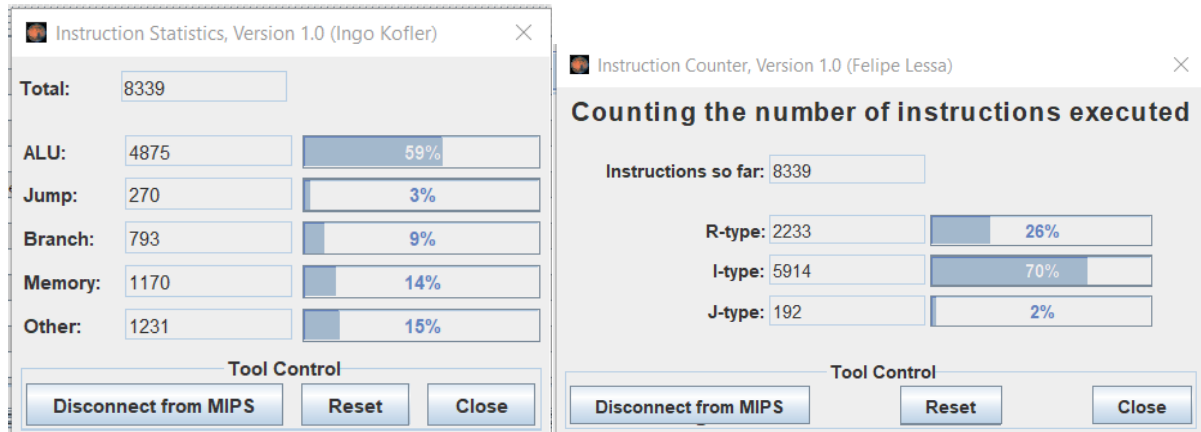 Instruction Statistics, Version 1.0 (Ingo Kofler)
Total: 8339
ALU: 4875 59%
Jump: 270 3%
Branch: 793 9%
Memory: 1170 14%
Other: 1231 15%
Tool Control
Disconnect from MIPS Reset Close
Instruction Counter, Version 1.0 (Felipe Lessa)
Counting the number of instructions executed
Instructions so far: 8339
R-type: 2233 26%
I-type: 5914 70%
J-type: 192 2%
Tool Control
Disconnect from MIPS Reset Close